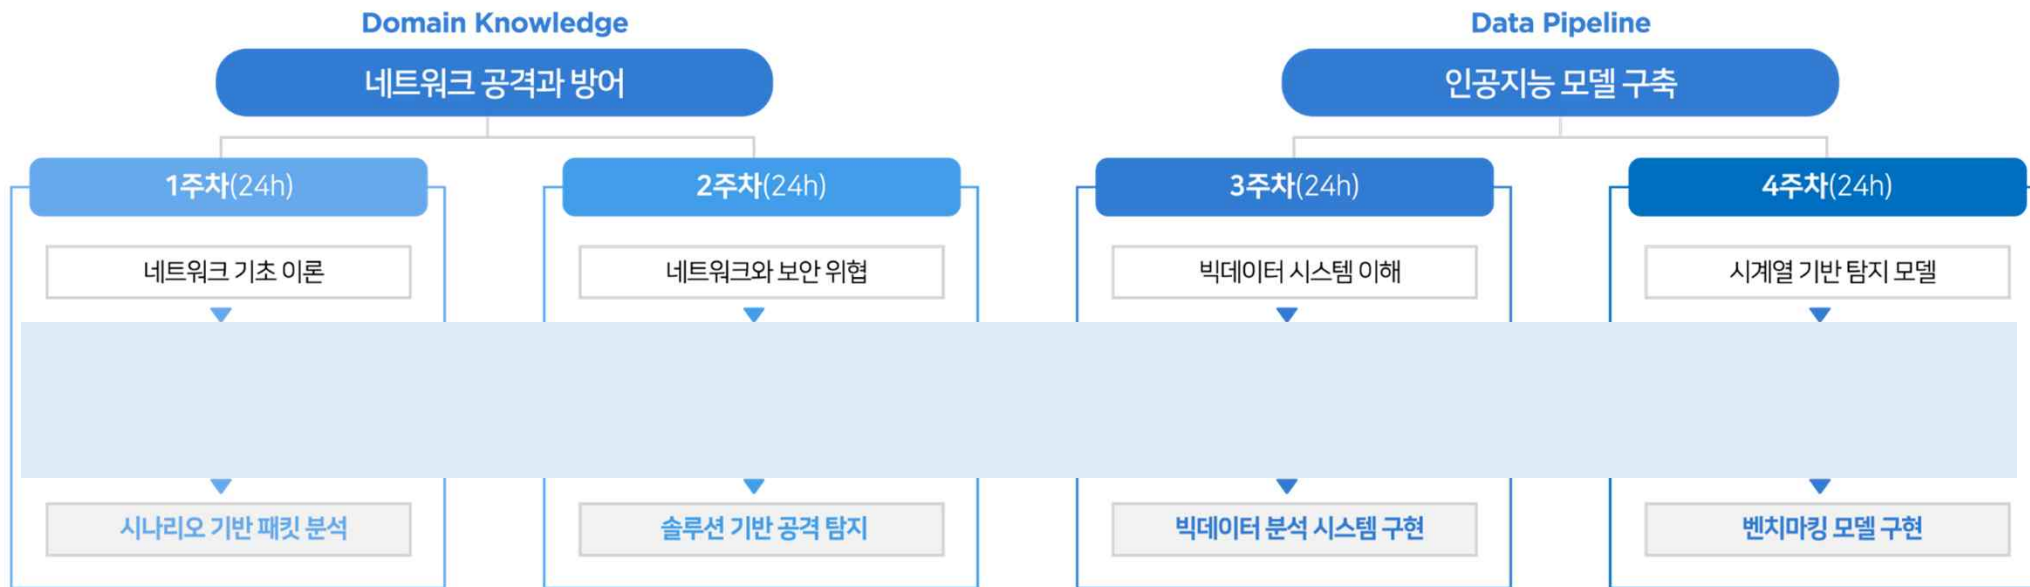 Domain Knowledge
네트워크 공격과 방어
1주차(24h)
네트워크 기초 이론
시나리오 기반 패킷 분석
2주차(24h)
네트워크와 보안 위협
솔루션 기반 공격 탐지
Data Pipeline
인공지능 모델 구축
3주차(24h)
빅데이터 시스템 이해
빅데이터 분석 시스템 구현
4주차(24h)
시계열 기반 탐지 모델
벤치마킹 모델 구현